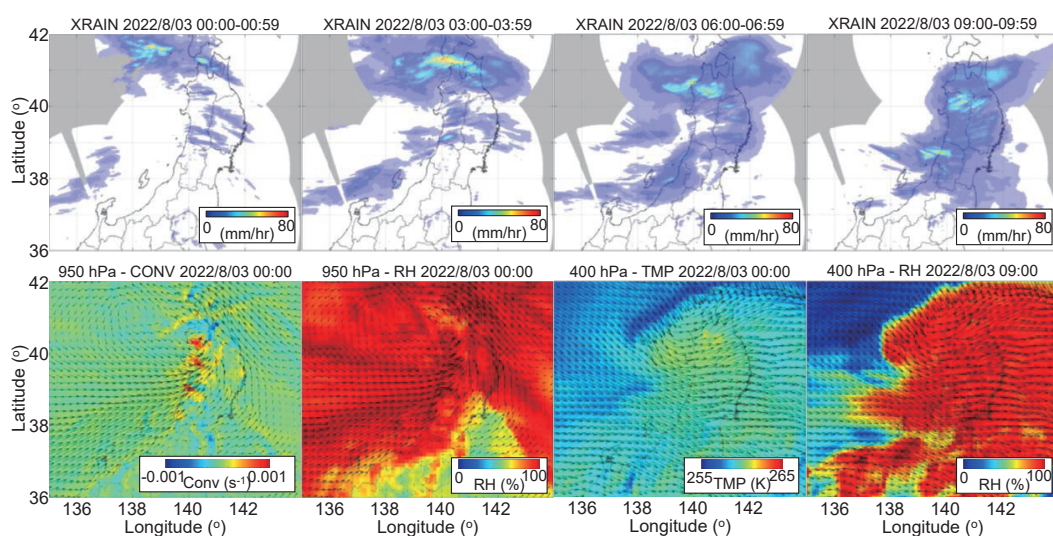 XRAIN 2022/8/03 00:00-00:59
XRAIN 2022/8/03 03:00-03:59
XRAIN 2022/8/03 06:00-06:59
XRAIN 2022/8/03 09:00-09:59
42
40
38
36
Latitude (º)
0 80
(mm/hr)
0 80
(mm/hr)
0 80
(mm/hr)
0 80
(mm/hr)
950 hPa - CONV 2022/8/03 00:00
950 hPa - RH 2022/8/03 00:00
400 hPa - TMP 2022/8/03 00:00
400 hPa - RH 2022/8/03 09:00
42
40
38
36
Latitude (º)
-0.001 0.001
Conv (s-1)
0 100
RH (%)
255 265
TMP (K)
0 100
RH (%)
136 138 140 142
136 138 140 142
136 138 140 142
136 138 140 142
Longitude (º)
Longitude (º)
Longitude (º)
Longitude (º)